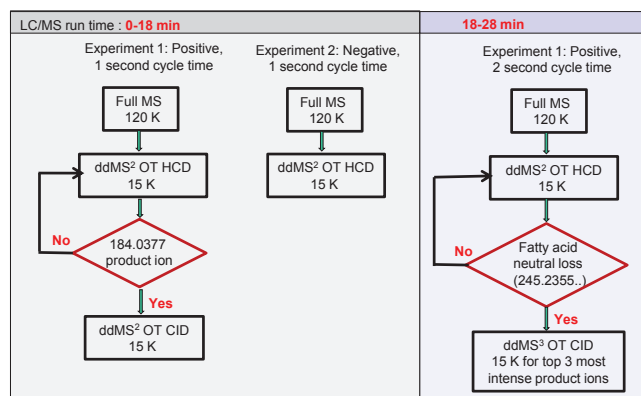 LC/MS run time : 0-18 min
18-28 min
Experiment 1: Positive,
1 second cycle time
Experiment 2: Negative,
1 second cycle time
Experiment 1: Positive,
2 second cycle time
Full MS
120 K
Full MS
120 K
Full MS
120 K
ddMS² OT HCD
15 K
ddMS² OT HCD
15 K
ddMS² OT HCD
15 K
No
184.0377
product ion
No
Fatty acid
neutral loss
(245.2355..)
Yes
Yes
ddMS² OT CID
15 K
ddMS³ OT CID
15 K for top 3 most
intense product ions